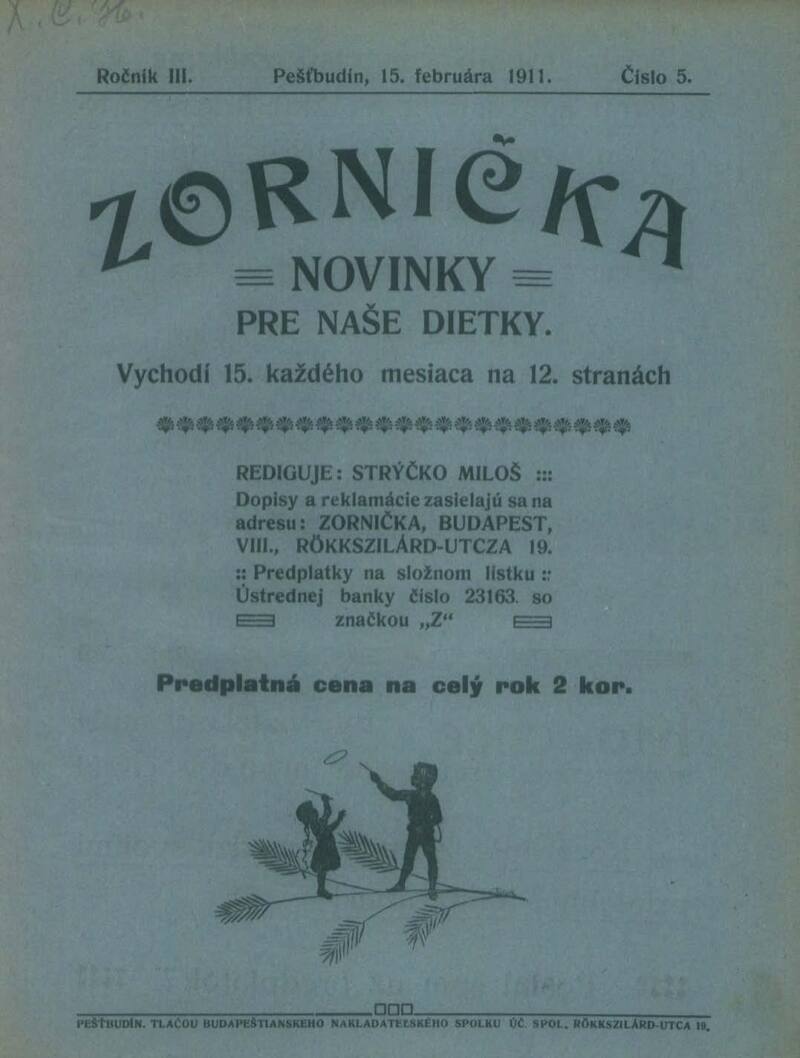 X. C. H.
Ročník III. Pešťbudín, 15. februára 1911. Číslo 5.
ZORNIČKA
NOVINKY
PRE NAŠE DIETKY.
Vychodí 15. každého mesiaca na 12. stranách
REDIGUJE: STRÝČKO MILOŠ :::
Dopisy a reklamácie zasielajú sa na
adresu: ZORNIČKA, BUDAPEST,
VIII., RÖKKSZILÁRD-UTCZA 19.
:: Predplatky na složnom lístku ::
Ústrednej banky číslo 23163. so
značkou „Z“
Predplatná cena na celý rok 2 kor.
PEŠŤBUDÍN. TLAČOU BUDAPEŠTIANSKEHO NAKLADATEĽSKÉHO SPOLKU ÚČ. SPOL. RÖKKSZILÁRD-UTCA 19.